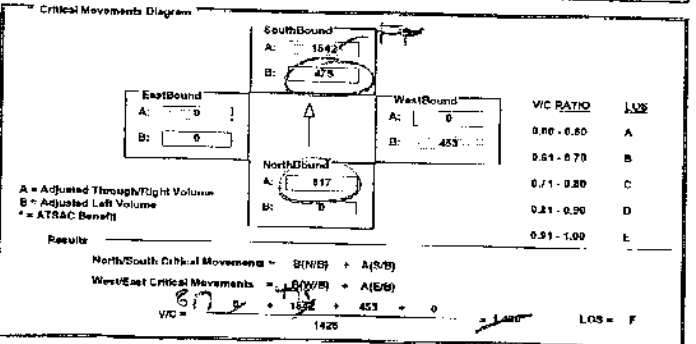 Critical Movements Diagram
SouthBound
A: 1842
B: 475
EastBound
A: 0
B: 0
WestBound
A: 0
B: 453
NorthBound
A: 817
B: 0
V/C RATIO LOS
0.00 - 0.60 A
0.61 - 0.70 B
0.71 - 0.80 C
0.81 - 0.90 D
0.91 - 1.00 E
A = Adjusted Through/Right Volume
B = Adjusted Left Volume
* = ATSAC Benefit
Results
North/South Critical Movements = B(N/B) + A(S/B)
West/East Critical Movements = B(W/B) + A(E/B)
817
V/C = 0 + 1842 + 453 + 0
1425
= LOS = F